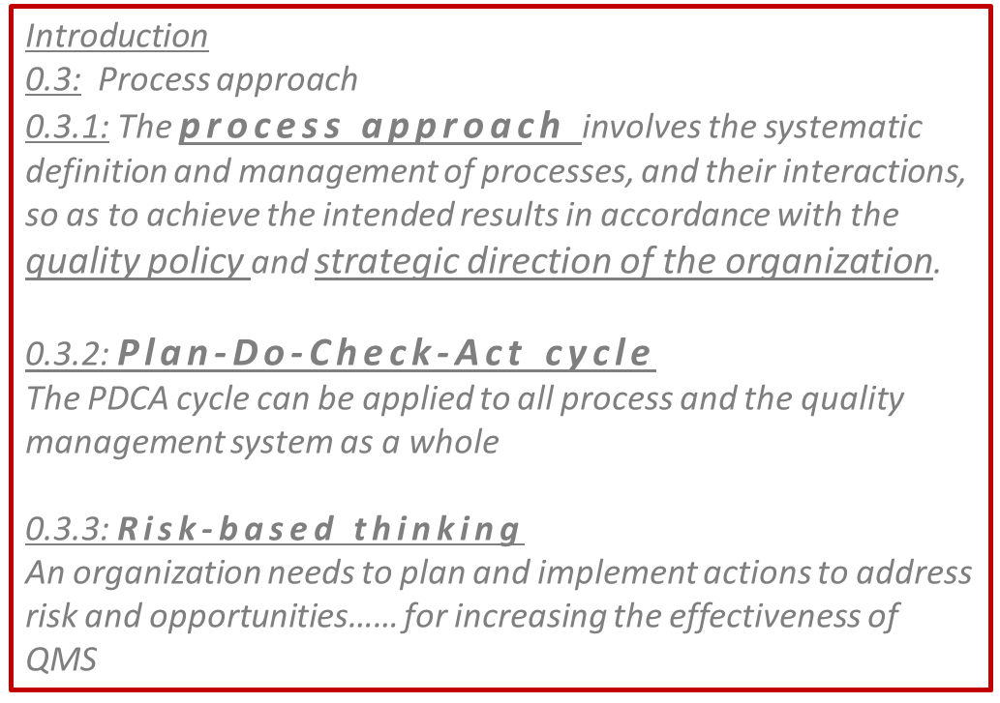 Introduction
0.3: Process approach
0.3.1: The process approach involves the systematic
definition and management of processes, and their interactions,
so as to achieve the intended results in accordance with the
quality policy and strategic direction of the organization.
0.3.2: Plan-Do-Check-Act cycle
The PDCA cycle can be applied to all process and the quality
management system as a whole
0.3.3: Risk-based thinking
An organization needs to plan and implement actions to address
risk and opportunities…… for increasing the effectiveness of
QMS